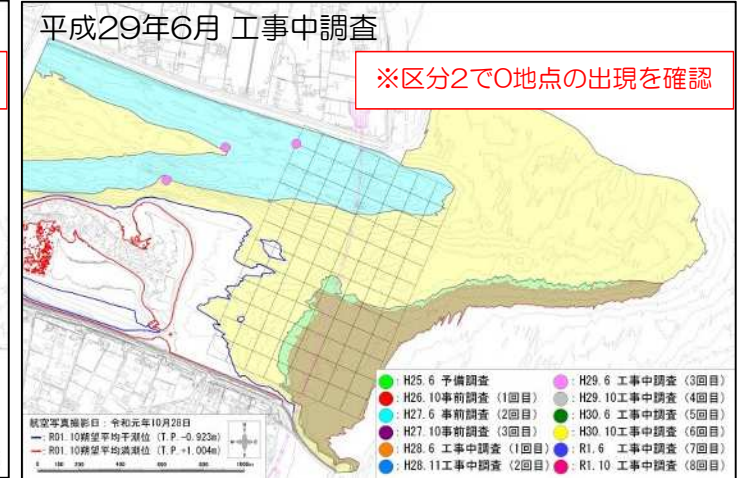 平成29年6月 工事中調査
※区分2で0地点の出現を確認
H25.6 予備調査
H26.10事前調査（1回目）
H27.6 事前調査（2回目）
H27.10事前調査（3回目）
H28.6 工事中調査（1回目）
H28.11工事中調査（2回目）
H29.6 工事中調査（3回目）
H29.10工事中調査（4回目）
H30.6 工事中調査（5回目）
H30.10工事中調査（6回目）
R1.6 工事中調査（7回目）
R1.10 工事中調査（8回目）
航空写真撮影日：令和元年10月28日
R01.10朔望平均干潮位（T.P.-0.923m）
R01.10朔望平均満潮位（T.P.+1.004m）
0 100 200 400 600 800 1000m